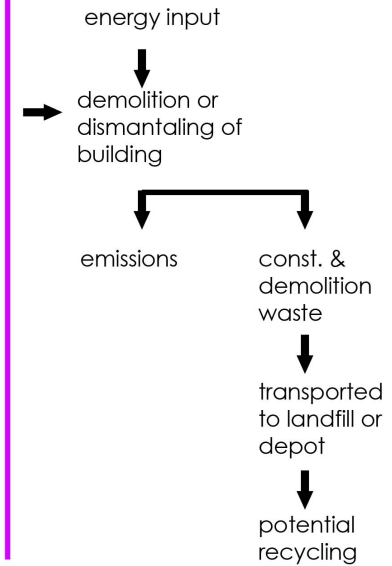 energy input
demolition or
dismantaling of
building
emissions
const. &
demolition
waste
transported
to landfill or
depot
potential
recycling